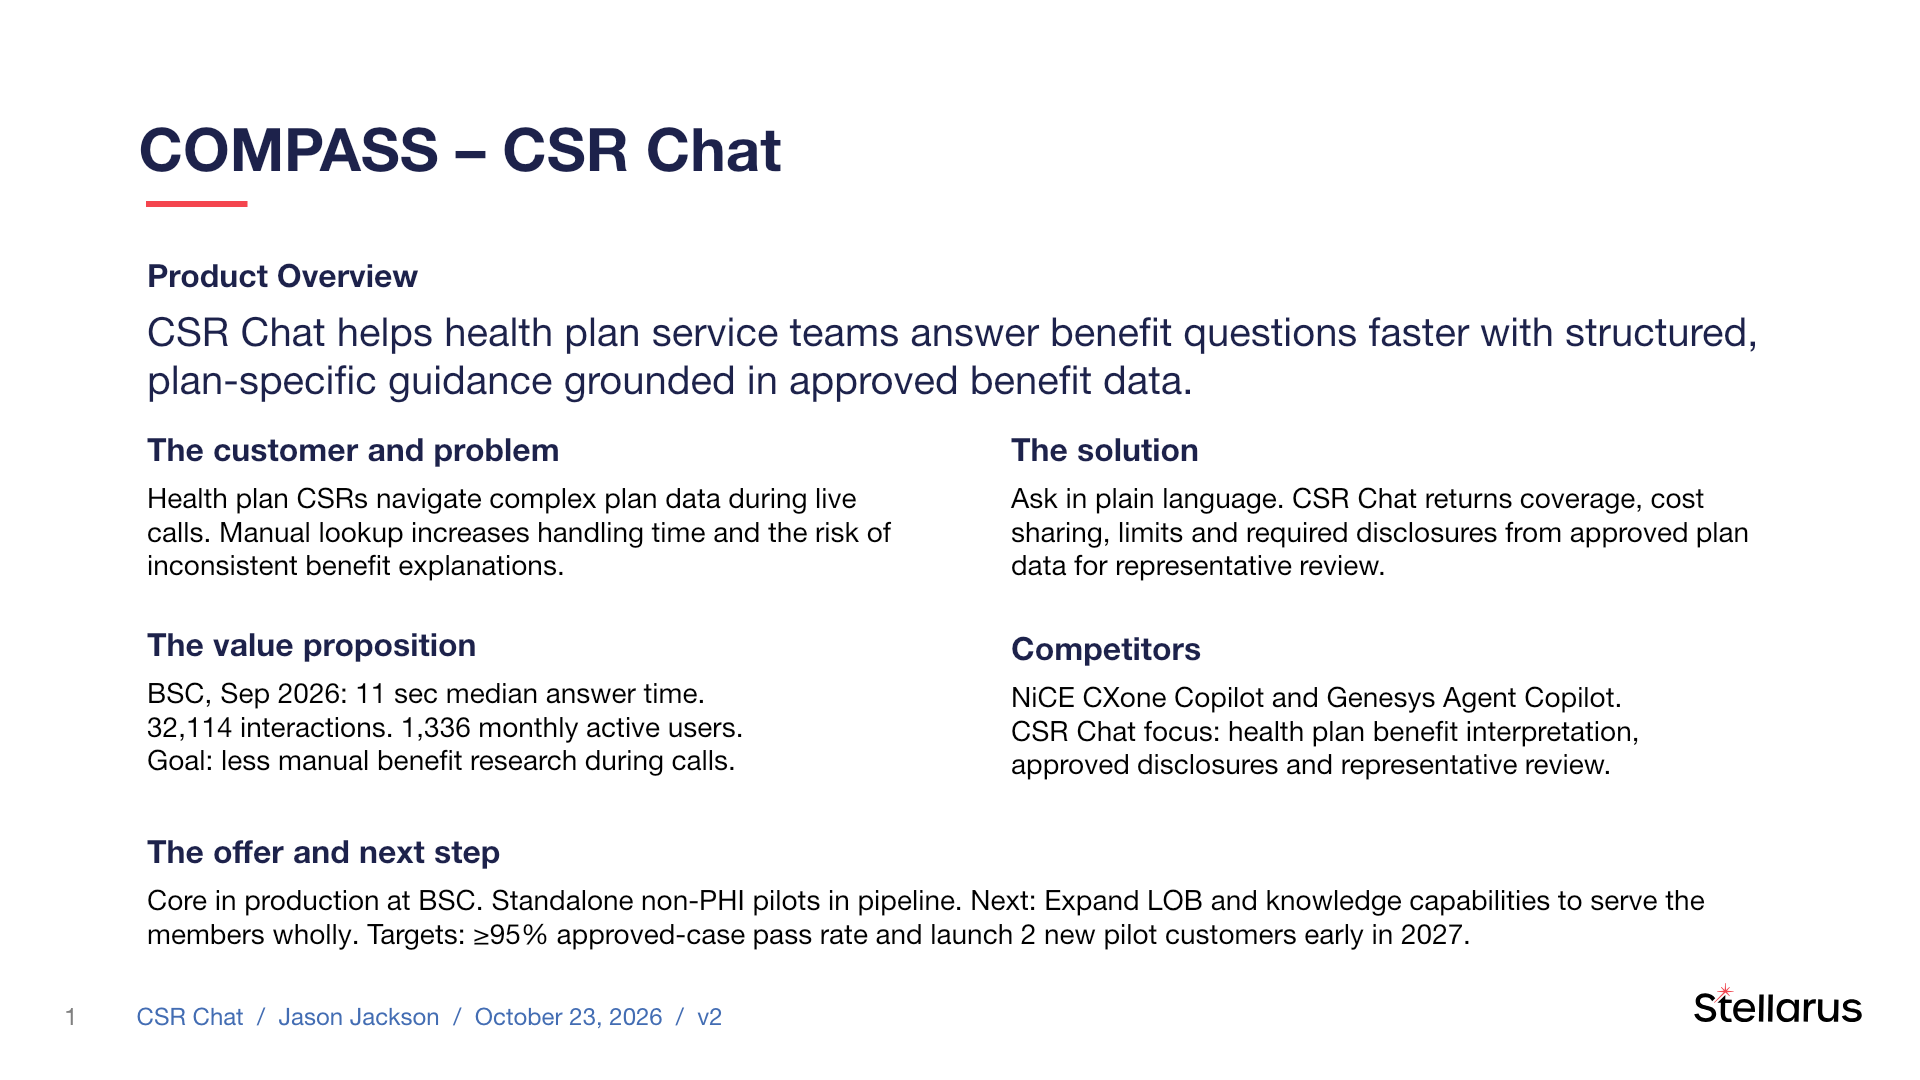 COMPASS – CSR Chat
Product Overview
CSR Chat helps health plan service teams answer benefit questions faster with structured,
plan-specific guidance grounded in approved benefit data.
The customer and problem
Health plan CSRs navigate complex plan data during live
calls. Manual lookup increases handling time and the risk of
inconsistent benefit explanations.
The solution
Ask in plain language. CSR Chat returns coverage, cost
sharing, limits and required disclosures from approved plan
data for representative review.
The value proposition
BSC, Sep 2026: 11 sec median answer time.
32,114 interactions. 1,336 monthly active users.
Goal: less manual benefit research during calls.
Competitors
NiCE CXone Copilot and Genesys Agent Copilot.
CSR Chat focus: health plan benefit interpretation,
approved disclosures and representative review.
The offer and next step
Core in production at BSC. Standalone non-PHI pilots in pipeline. Next: Expand LOB and knowledge capabilities to serve the
members wholly. Targets: ≥95% approved-case pass rate and launch 2 new pilot customers early in 2027.
1
CSR Chat / Jason Jackson / October 23, 2026 / v2
Stellarus